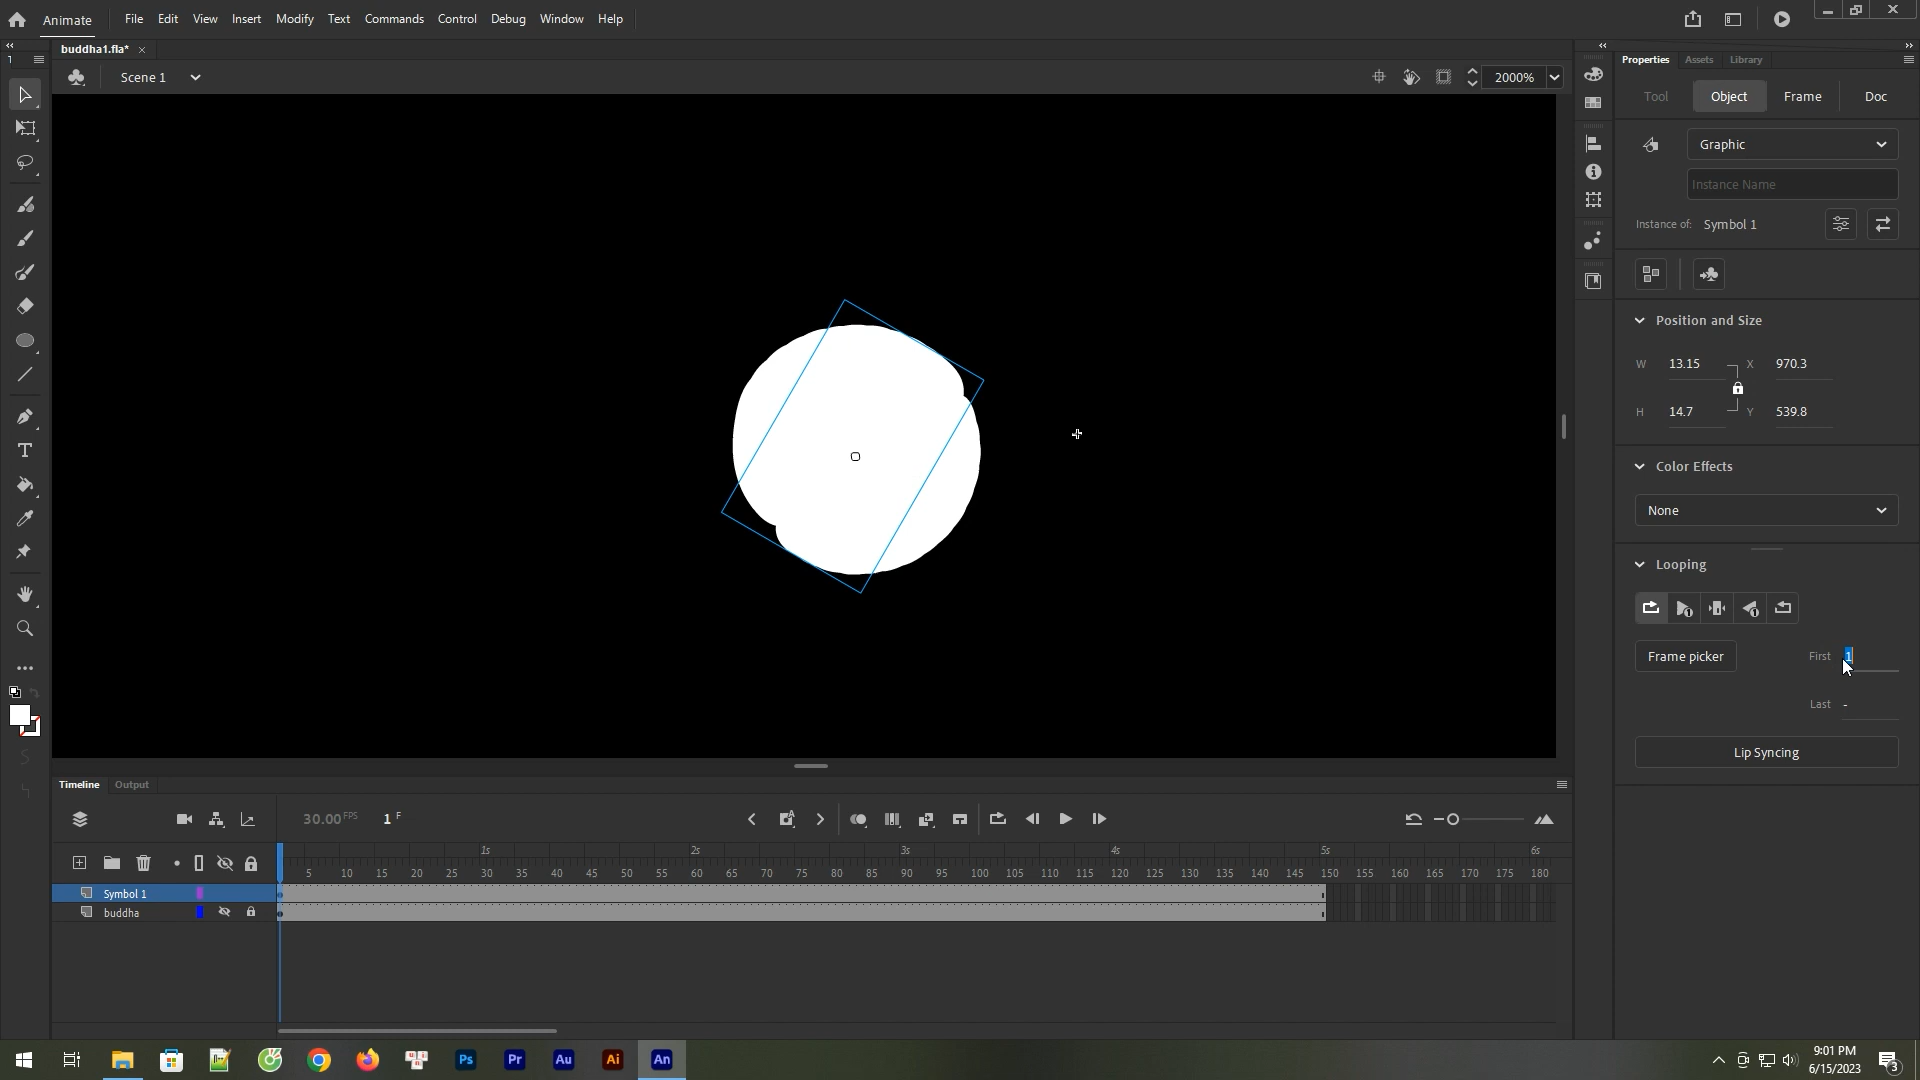 Animate File Edit View Insert Modify Text Commands Control Debug Window Help
buddha1.fla*
Scene 1 2000%
1
Properties Assets Library
Tool Object Frame Doc
Graphic
Instance Name
Instance of: Symbol 1
Position and Size
W 13.15 X 970.3
H 14.7 Y 539.8
Color Effects
None
Looping
Frame picker First 1
Last -
Lip Syncing
T
Timeline Output
30.00 FPS 1 F
1s 2s 3s 4s 5s 6s
5 10 15 20 25 30 35 40 45 50 55 60 65 70 75 80 85 90 95 100 105 110 115 120 125 130 135 140 145 150 155 160 165 170 175 180
Symbol 1
buddha
Ps Pr Au Ai An
9:01 PM
6/15/2023
3